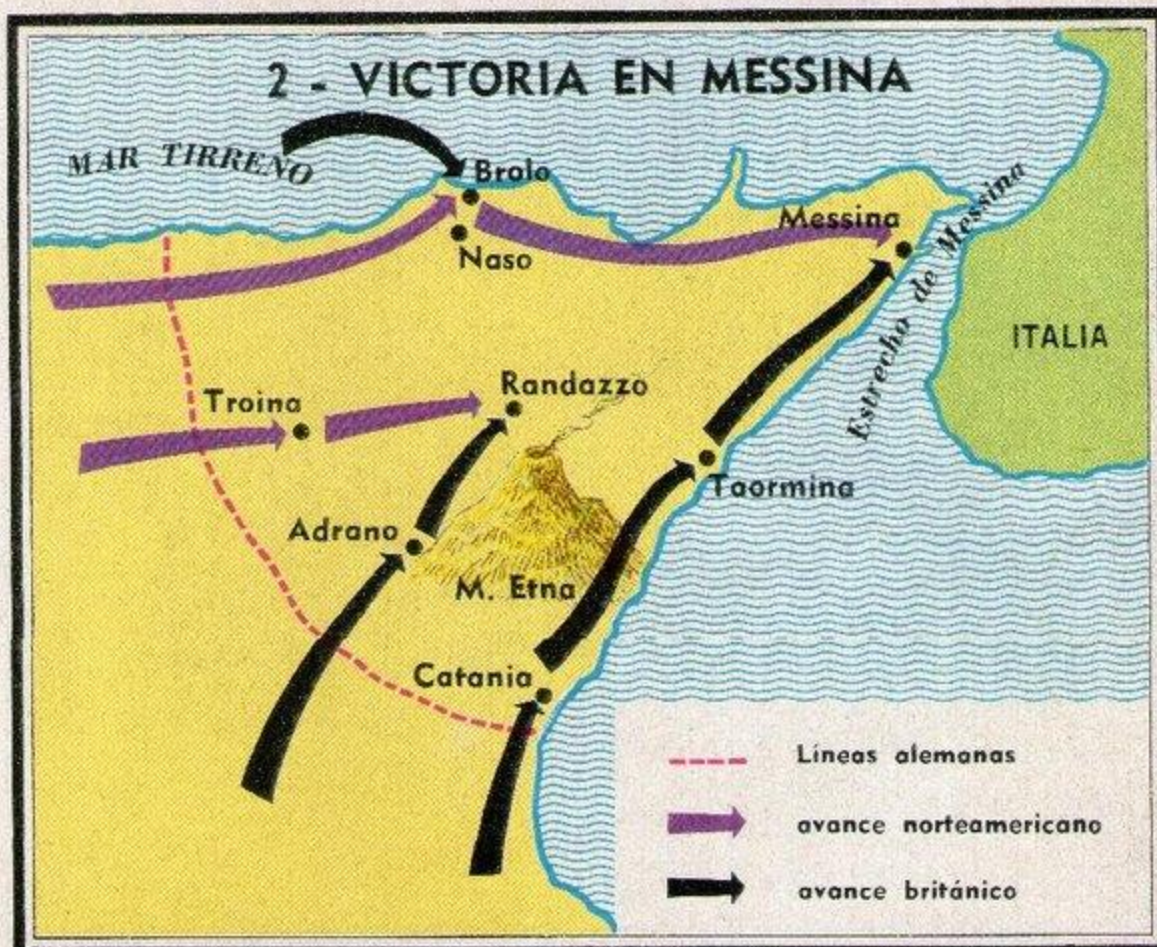 2 - VICTORIA EN MESSINA
MAR TIRRENO
Brolo
Naso
Messina
Estrecho de Messina
ITALIA
Troina
Randazzo
Adrano
M. Etna
Taormina
Catania
Líneas alemanas
avance norteamericano
avance británico